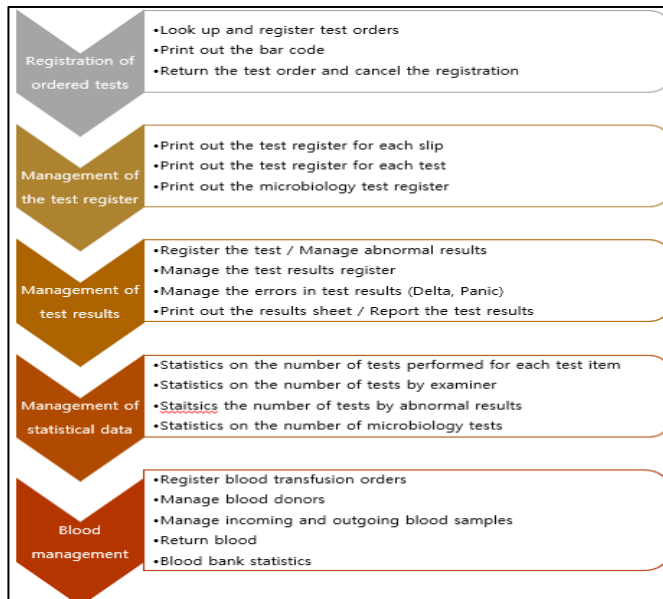 Registration of
ordered tests
•Look up and register test orders
•Print out the bar code
•Return the test order and cancel the registration
Management of
the test register
•Print out the test register for each slip
•Print out the test register for each test
•Print out the microbiology test register
Management of
test results
•Register the test / Manage abnormal results
•Manage the test results register
•Manage the errors in test results (Delta, Panic)
•Print out the results sheet / Report the test results
Management of
statistical data
•Statistics on the number of tests performed for each test item
•Statistics on the number of tests by examiner
•Staitsics the number of tests by abnormal results
•Statistics on the number of microbiology tests
Blood
management
•Register blood transfusion orders
•Manage blood donors
•Manage incoming and outgoing blood samples
•Return blood
•Blood bank statistics